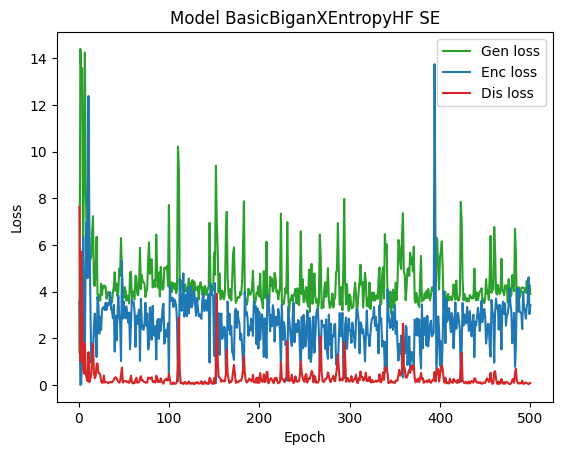 Model BasicBiganXEntropyHF SE
Gen loss
Enc loss
Dis loss
Loss
14
12
10
8
6
4
2
0
0 100 200 300 400 500
Epoch